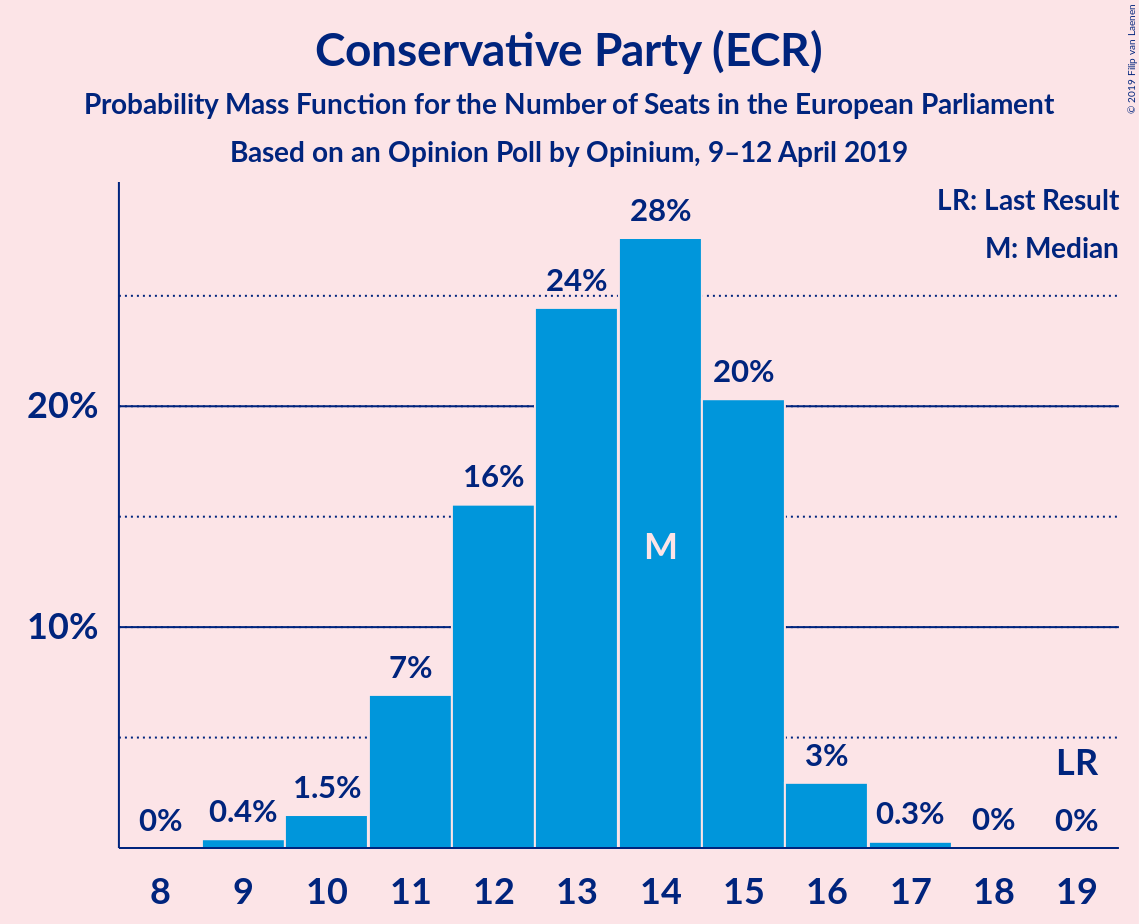 Conservative Party (ECR)
Probability Mass Function for the Number of Seats in the European Parliament
Based on an Opinion Poll by Opinium, 9–12 April 2019
© 2019 Filip van Laenen
LR: Last Result
M: Median
20%
10%
0%
0.4%
1.5%
7%
16%
24%
28%
20%
3%
0.3%
0%
0%
M
LR
8 9 10 11 12 13 14 15 16 17 18 19